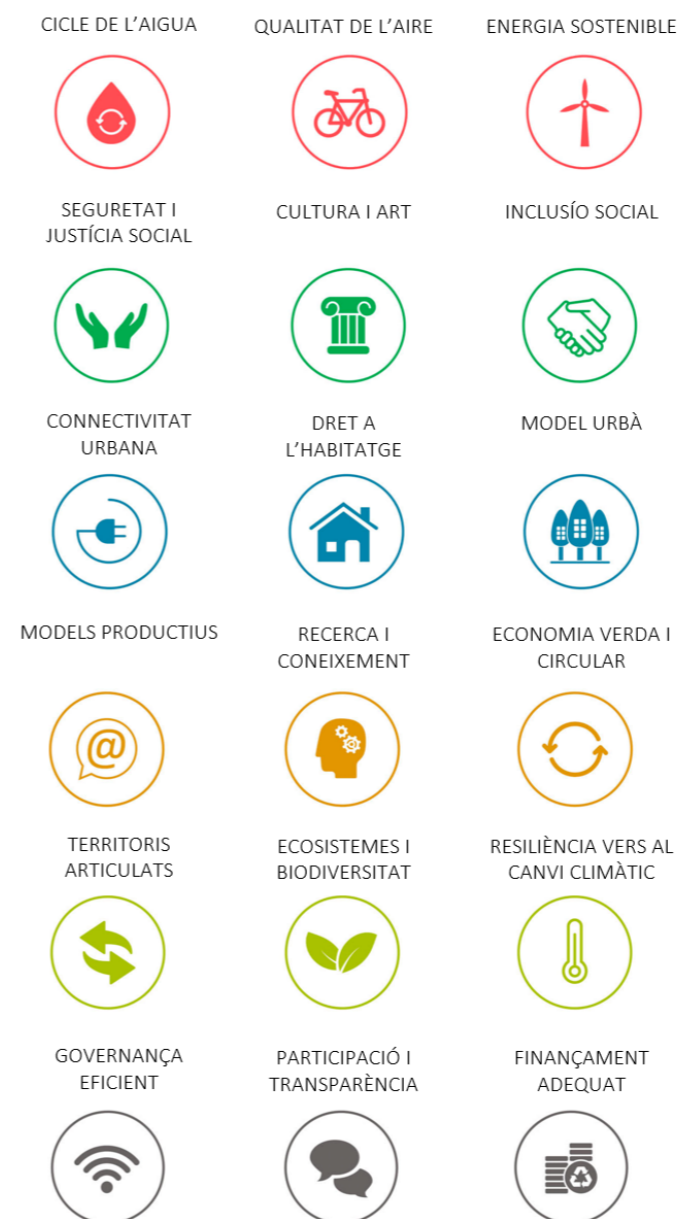 CICLE DE L'AIGUA
QUALITAT DE L'AIRE
ENERGIA SOSTENIBLE
SEGURETAT I
JUSTÍCIA SOCIAL
CULTURA I ART
INCLUSÍO SOCIAL
CONNECTIVITAT
URBANA
DRET A
L'HABITATGE
MODEL URBÀ
MODELS PRODUCTIUS
RECERCA I
CONEIXEMENT
ECONOMIA VERDA I
CIRCULAR
@
TERRITORIS
ARTICULATS
ECOSISTEMES I
BIODIVERSITAT
RESILIÈNCIA VERS AL
CANVI CLIMÀTIC
GOVERNANÇA
EFICIENT
PARTICIPACIÓ I
TRANSPARÈNCIA
FINANÇAMENT
ADEQUAT